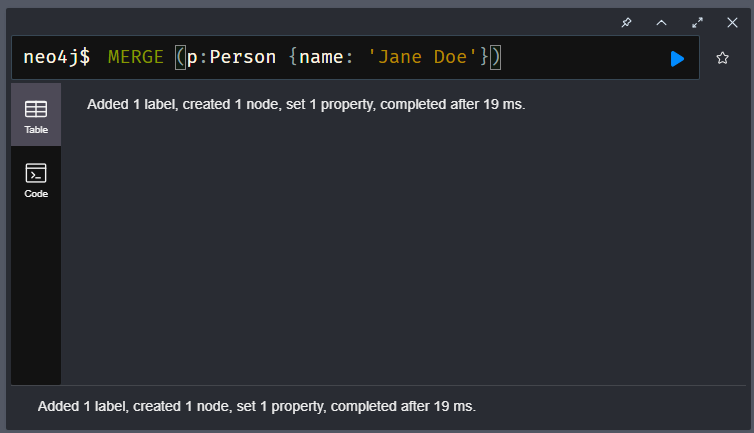 neo4j$ MERGE (p:Person {name: 'Jane Doe'})
Added 1 label, created 1 node, set 1 property, completed after 19 ms.
Table
Code
Added 1 label, created 1 node, set 1 property, completed after 19 ms.